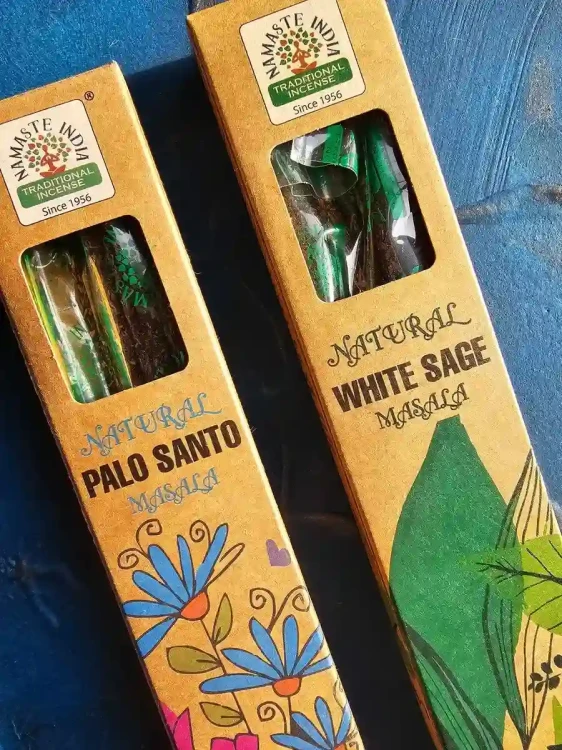 ®
NAMASTE INDIA
TRADITIONAL
INCENSE
Since 1956
NATURAL
PALO SANTO
MASALA
NAMASTE INDIA
TRADITIONAL
INCENSE
Since 1956
NATURAL
WHITE SAGE
MASALA